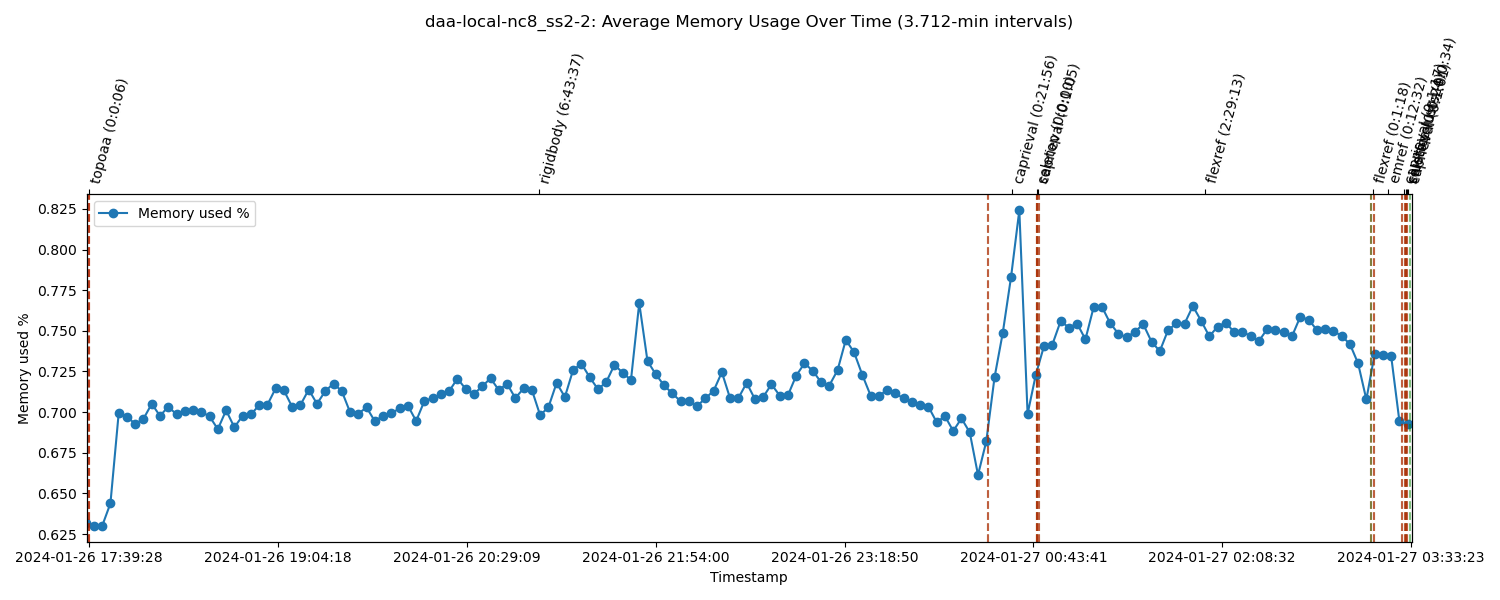 daa-local-nc8_ss2-2: Average Memory Usage Over Time (3.712-min intervals)
topoaa (0:0:06)
rigidbody (6:43:37)
caprieval (0:21:56)
flexref (2:29:13)
flexref (0:1:18)
emref (0:12:32)
Memory used %
0.825
0.800
0.775
0.750
0.725
0.700
0.675
0.650
0.625
Memory used %
2024-01-26 17:39:28
2024-01-26 19:04:18
2024-01-26 20:29:09
2024-01-26 21:54:00
2024-01-26 23:18:50
2024-01-27 00:43:41
2024-01-27 02:08:32
2024-01-27 03:33:23
Timestamp